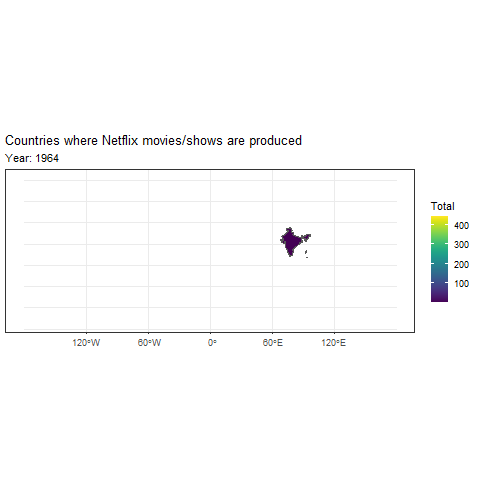 Countries where Netflix movies/shows are produced
Year: 1964
Total
400
300
200
100
120°W 60°W 0° 60°E 120°E